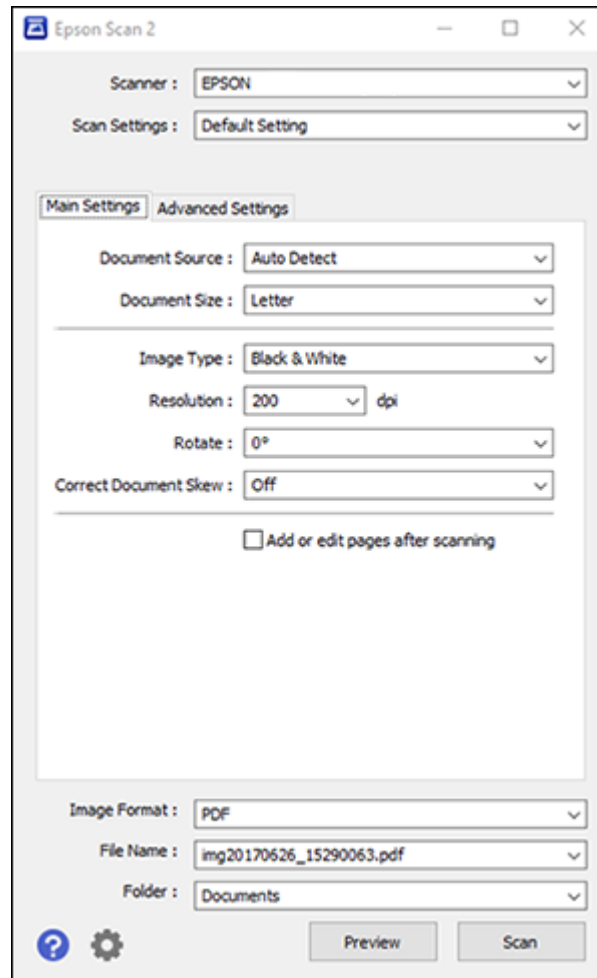 Epson Scan 2
Scanner : EPSON
Scan Settings : Default Setting
Main Settings Advanced Settings
Document Source : Auto Detect
Document Size : Letter
Image Type : Black & White
Resolution : 200 dpi
Rotate : 0°
Correct Document Skew : Off
Add or edit pages after scanning
Image Format : PDF
File Name : img20170626_15290063.pdf
Folder : Documents
? Preview Scan